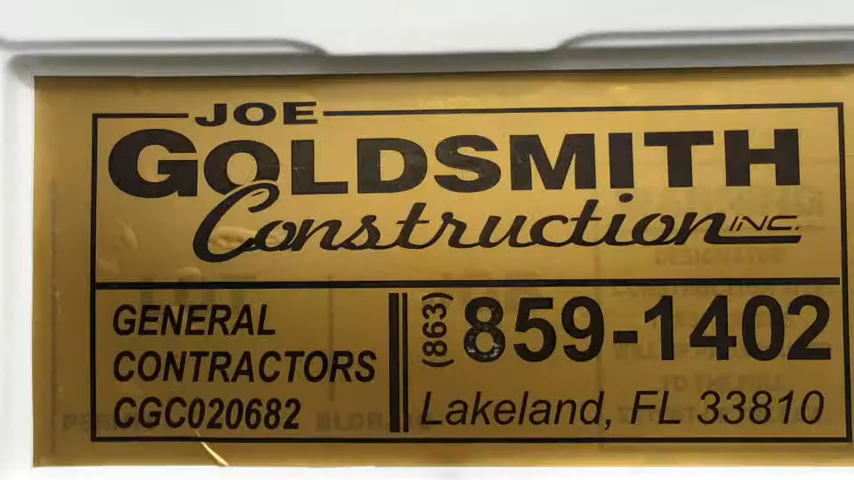 JOE
GOLDSMITH
Construction INC.
GENERAL
CONTRACTORS
CGC020682
(863) 859-1402
Lakeland, FL 33810